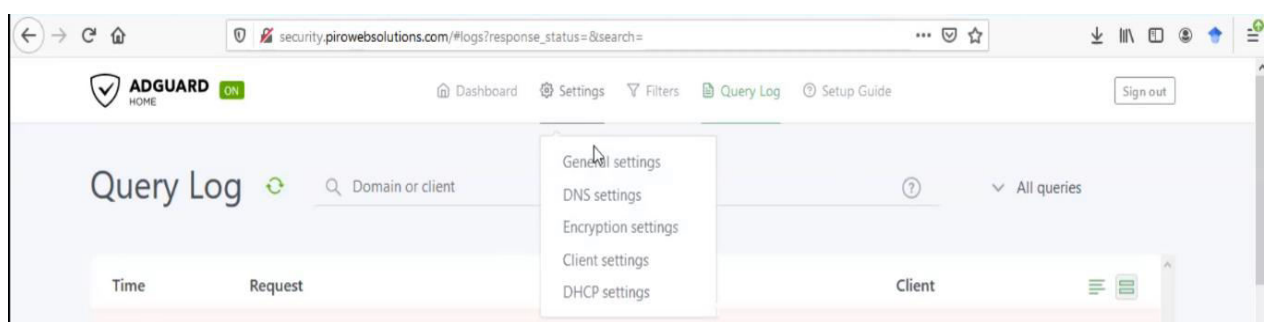 security.pirowebsolutions.com/#logs?response_status=&search=
ADGUARD
HOME
ON
Dashboard
Settings
Filters
Query Log
Setup Guide
Sign out
General settings
DNS settings
Encryption settings
Client settings
DHCP settings
Query Log
Domain or client
All queries
Time
Request
Client